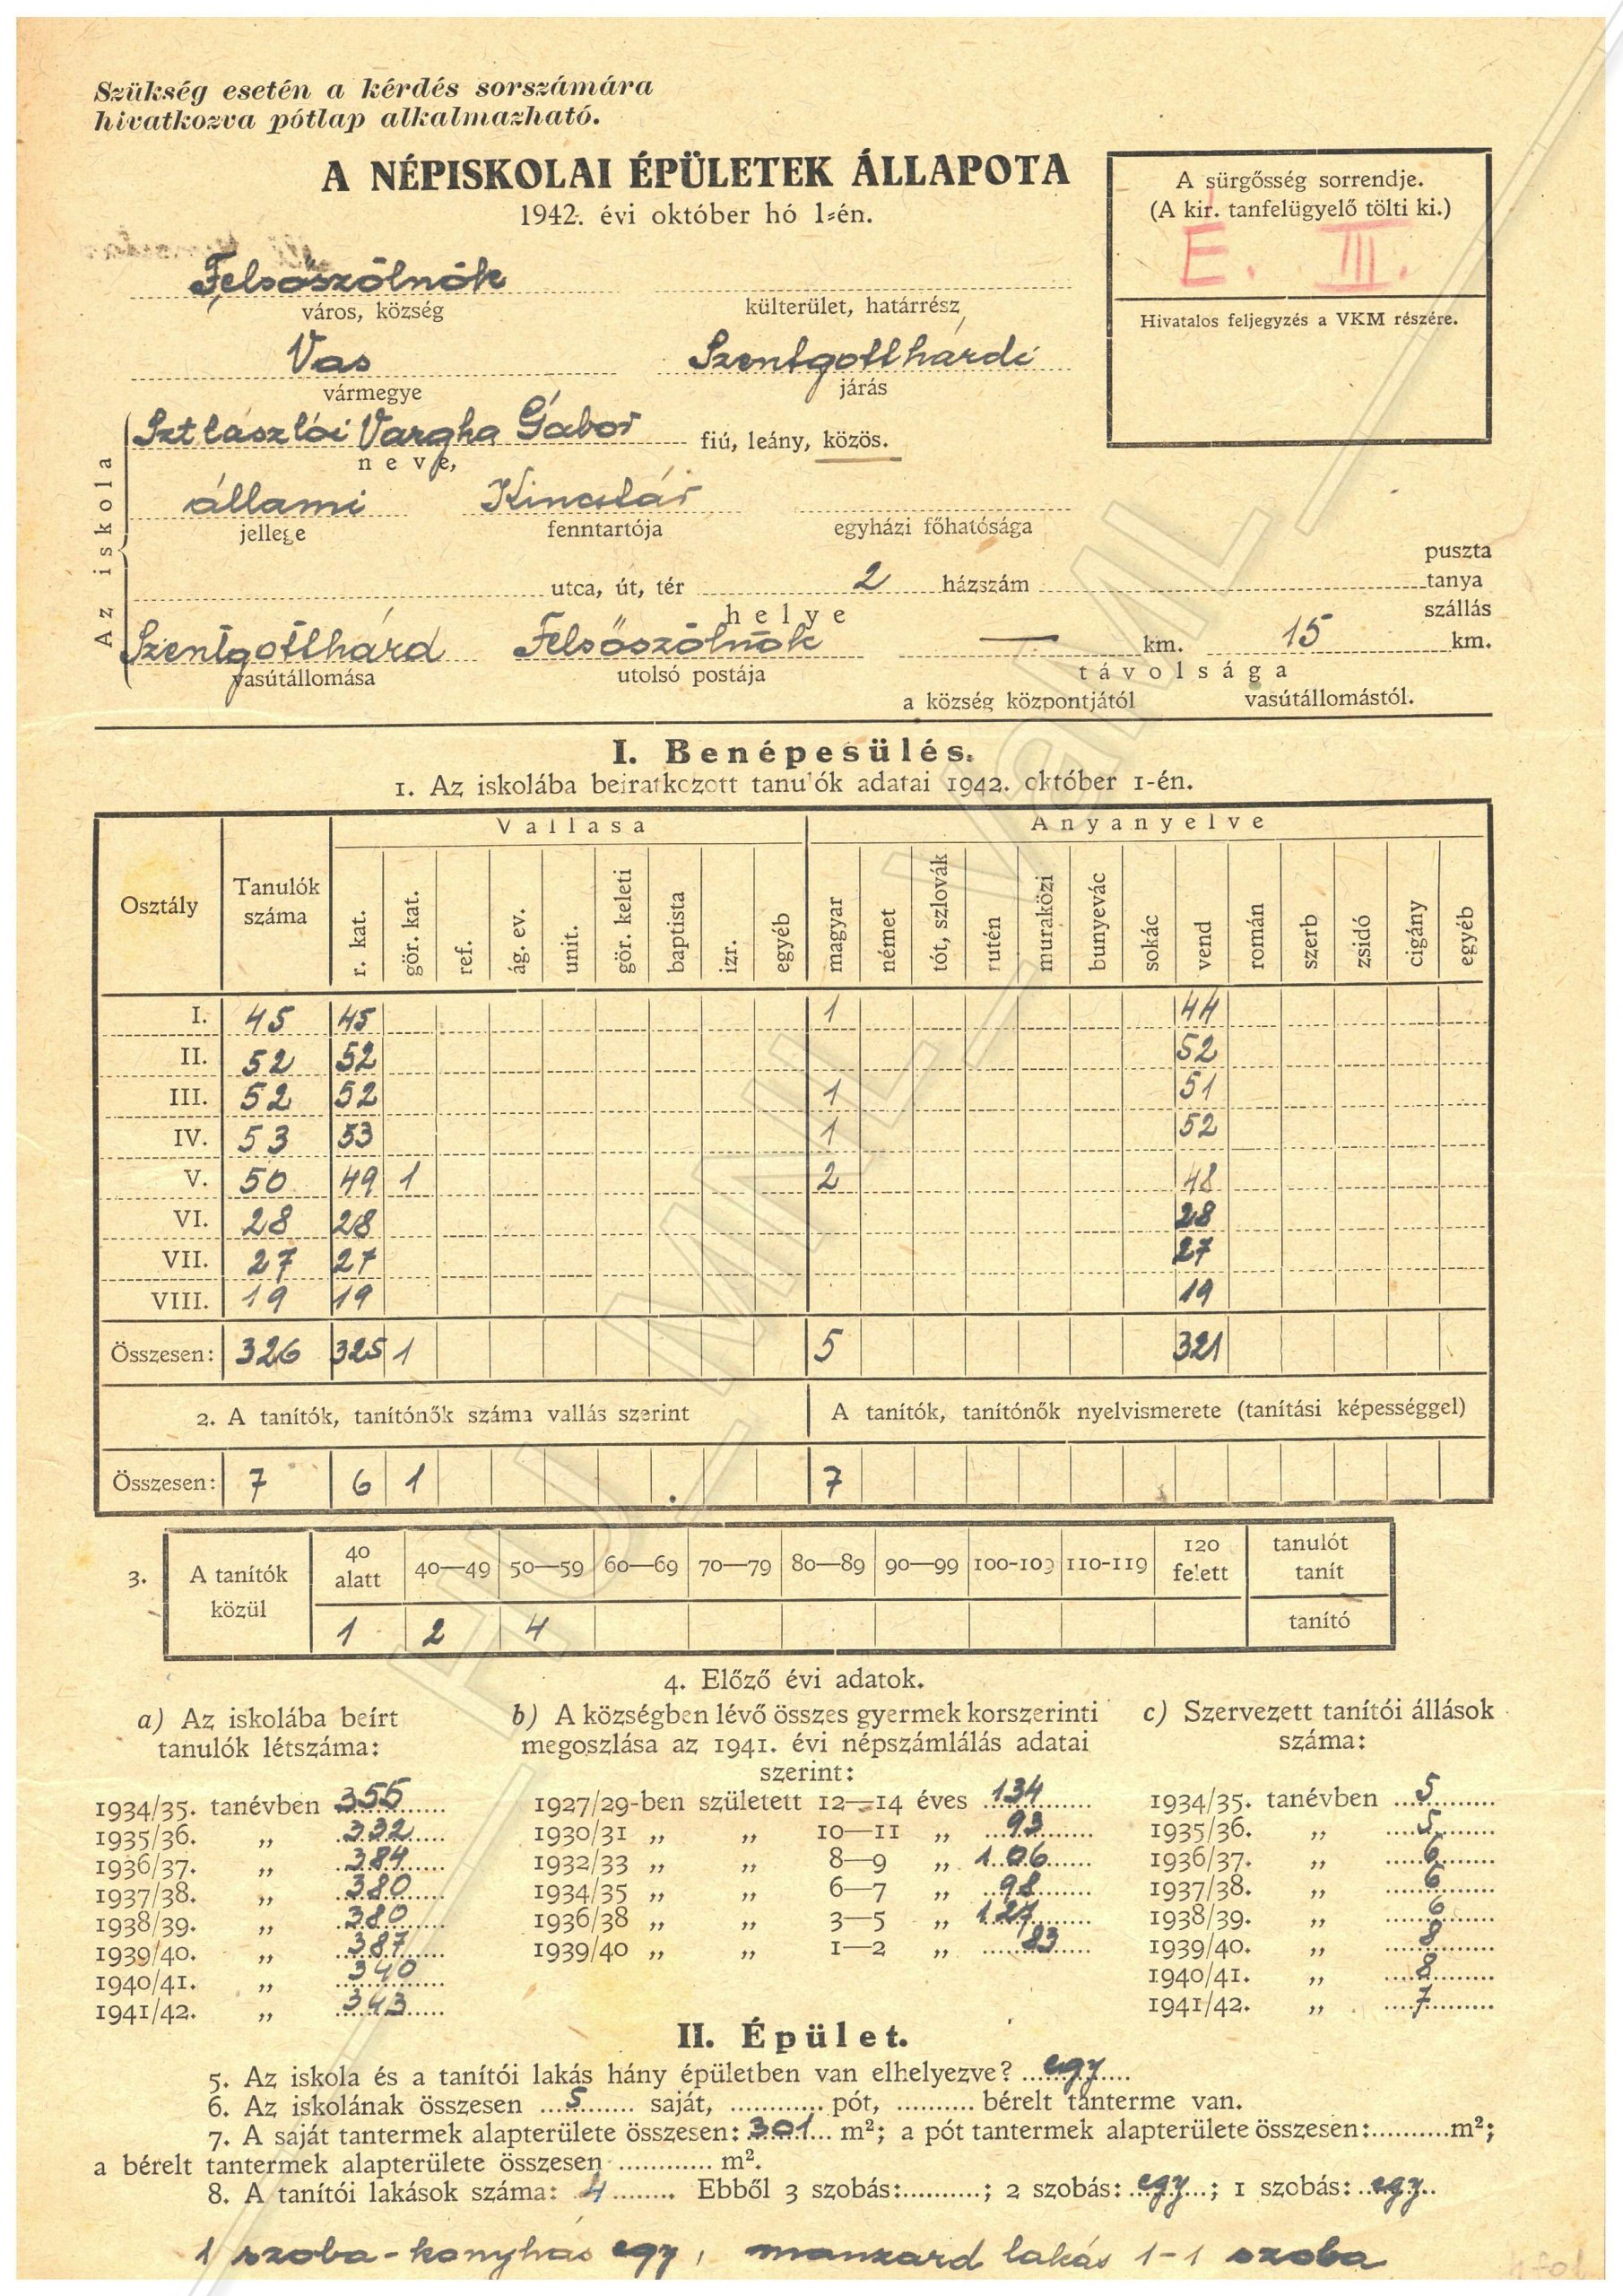 Szükség esetén a kérdés sorszámára
hivatkozva pótlap alkalmazható.
A NÉPISKOLAI ÉPÜLETEK ÁLLAPOTA
1942. évi október hó 1-én.
A sürgősség sorrendje.
(A kir. tanfelügyelő tölti ki.)
E. III.
Hivatalos feljegyzés a VKM részére.
Felsőszölnök
város, község külterület, határrész
Vas Szentgotthárdi
vármegye járás
Az iskola
Sztlászlói Vargha Gábor fiú, leány, közös.
neve,
állami Kincstár
jellege fenntartója egyházi főhatósága
puszta
utca, út, tér 2 házszám tanya
helye szállás
Szentgotthárd Felsőszölnök — km. 15 km.
vasútállomása utolsó postája távolsága
a község központjától vasútállomástól.
I. Benépesülés.
1. Az iskolába beiratkozott tanulók adatai 1942. október 1-én.
Vallása Anyanyelve
Osztály Tanulók száma r. kat. gör. kat. ref. ág. ev. unit. gör. keleti baptista izr. egyéb magyar német tót, szlovák rutén muraközi bunyevác sokác vend román szerb zsidó cigány egyéb
I. 45 45 1 44
II. 52 52 52
III. 52 52 1 51
IV. 53 53 1 52
V. 50 49 1 2 48
VI. 28 28 28
VII. 27 27 27
VIII. 19 19 19
Összesen: 326 325 1 5 321
2. A tanítók, tanítónők száma vallás szerint A tanítók, tanítónők nyelvismerete (tanítási képességgel)
Összesen: 7 6 1 7
3. A tanítók közül 40 alatt 40—49 50—59 60—69 70—79 80—89 90—99 100-109 110-119 120 felett tanulót tanít
1 2 4 tanító
4. Előző évi adatok.
a) Az iskolába beírt
tanulók létszáma:
1934/35. tanévben 355
1935/36. „ 332
1936/37. „ 384
1937/38. „ 380
1938/39. „ 380
1939/40. „ 387
1940/41. „ 340
1941/42. „ 343
b) A községben lévő összes gyermek korszerinti
megoszlása az 1941. évi népszámlálás adatai
szerint:
1927/29-ben született 12—14 éves 134
1930/31 „ „ 10—11 „ 93
1932/33 „ „ 8—9 „ 106
1934/35 „ „ 6—7 „ 98
1936/38 „ „ 3—5 „ 127
1939/40 „ „ 1—2 „ 83
c) Szervezett tanítói állások
száma:
1934/35. tanévben 5
1935/36. „ 5
1936/37. „ 6
1937/38. „ 6
1938/39. „ 6
1939/40. „ 8
1940/41. „ 8
1941/42. „ 7
II. Épület.
5. Az iskola és a tanítói lakás hány épületben van elhelyezve? egy
6. Az iskolának összesen 5 saját, ............ pót, .......... bérelt tanterme van.
7. A saját tantermek alapterülete összesen: 301 m²; a pót tantermek alapterülete összesen:..........m²;
a bérelt tantermek alapterülete összesen ............ m².
8. A tanítói lakások száma: 4 Ebből 3 szobás:..........; 2 szobás: egy; 1 szobás: egy
1 szoba-konyhás egy, manzard lakás 1-1 szoba
HU_MNL_VaML